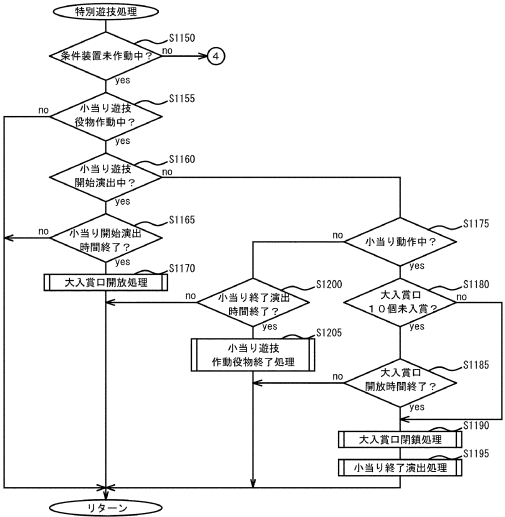 特別遊技処理
S1150
条件装置未作動中？
no
4
yes
S1155
no
小当り遊技
役物作動中？
yes
S1160
小当り遊技
開始演出中？
no
yes
S1165
no
小当り開始演出
時間終了？
yes
S1170
大入賞口開放処理
S1175
no
小当り動作中？
yes
S1200
no
小当り終了演出
時間終了？
yes
S1205
小当り遊技
作動役物終了処理
S1180
大入賞口
１０個未入賞？
no
yes
S1185
no
大入賞口
開放時間終了？
yes
S1190
大入賞口閉鎖処理
S1195
小当り終了演出処理
リターン